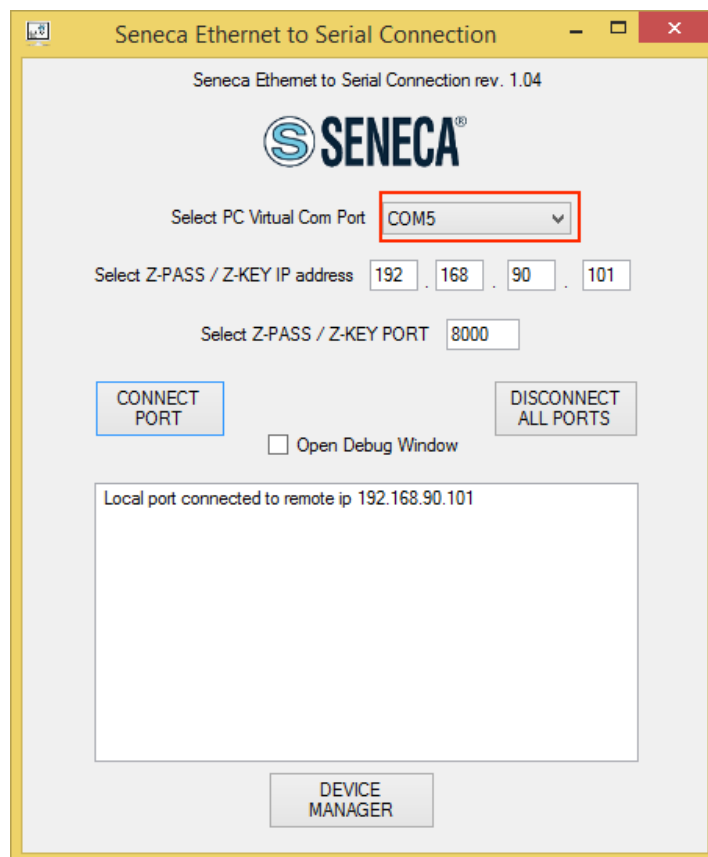 Seneca Ethernet to Serial Connection
Seneca Ethernet to Serial Connection rev. 1.04
S SENECA®
Select PC Virtual Com Port COM5
Select Z-PASS / Z-KEY IP address 192 . 168 . 90 . 101
Select Z-PASS / Z-KEY PORT 8000
CONNECT
PORT
DISCONNECT
ALL PORTS
Open Debug Window
Local port connected to remote ip 192.168.90.101
DEVICE
MANAGER